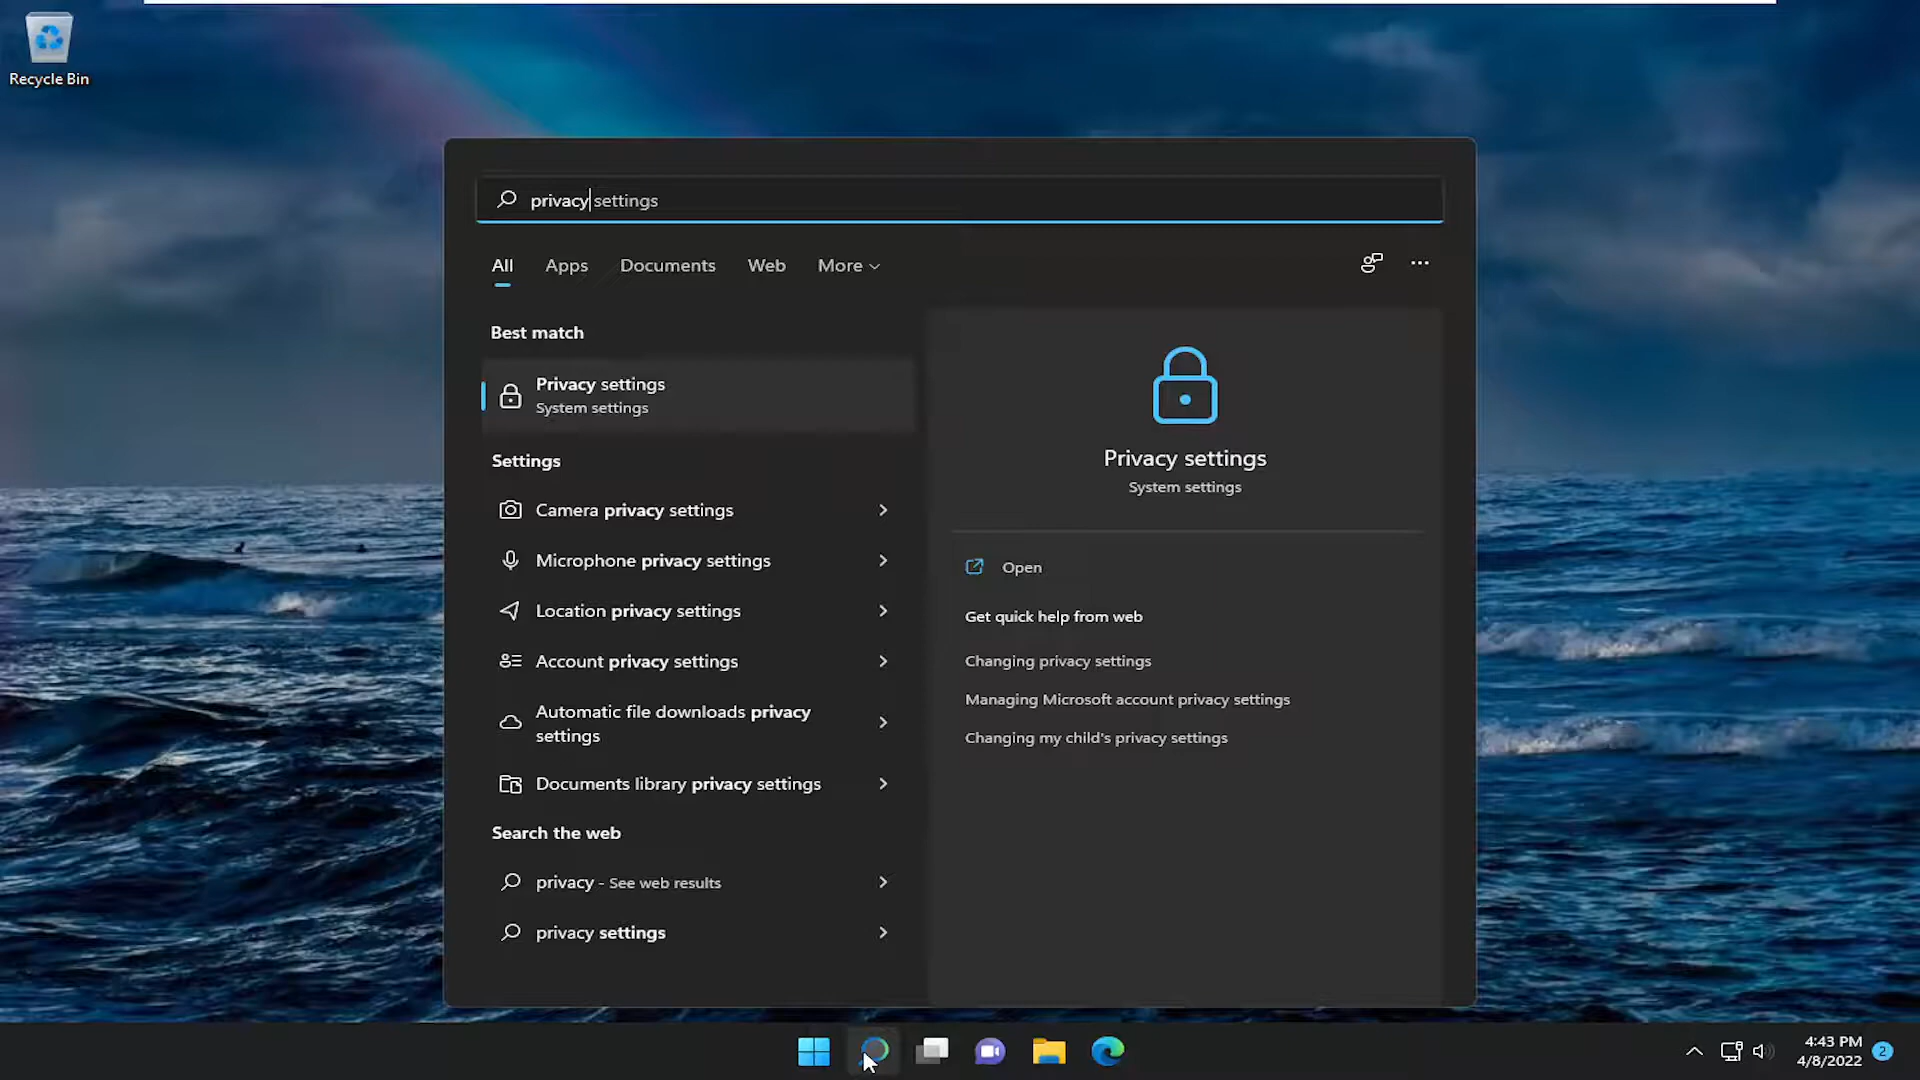 Recycle Bin
privacy settings
All Apps Documents Web More
Best match
Privacy settings
System settings
Settings
Camera privacy settings
Microphone privacy settings
Location privacy settings
Account privacy settings
Automatic file downloads privacy
settings
Documents library privacy settings
Search the web
privacy - See web results
privacy settings
Privacy settings
System settings
Open
Get quick help from web
Changing privacy settings
Managing Microsoft account privacy settings
Changing my child's privacy settings
4:43 PM
4/8/2022
2